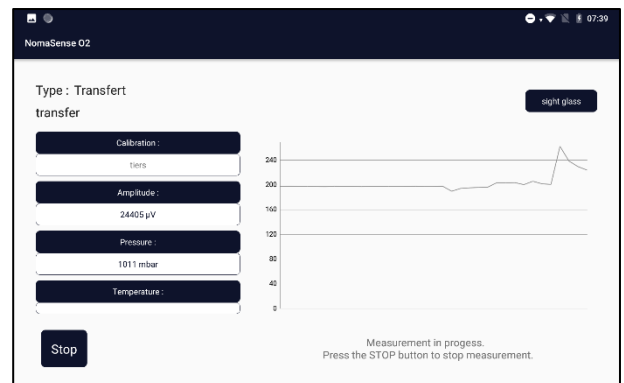 07:39
NomaSense O2
Type : Transfert
transfer
sight glass
Calibration :
tiers
Amplitude :
24405 µV
Pressure :
1011 mbar
Temperature :
240
200
160
120
80
40
0
Stop
Measurement in progess.
Press the STOP button to stop measurement.